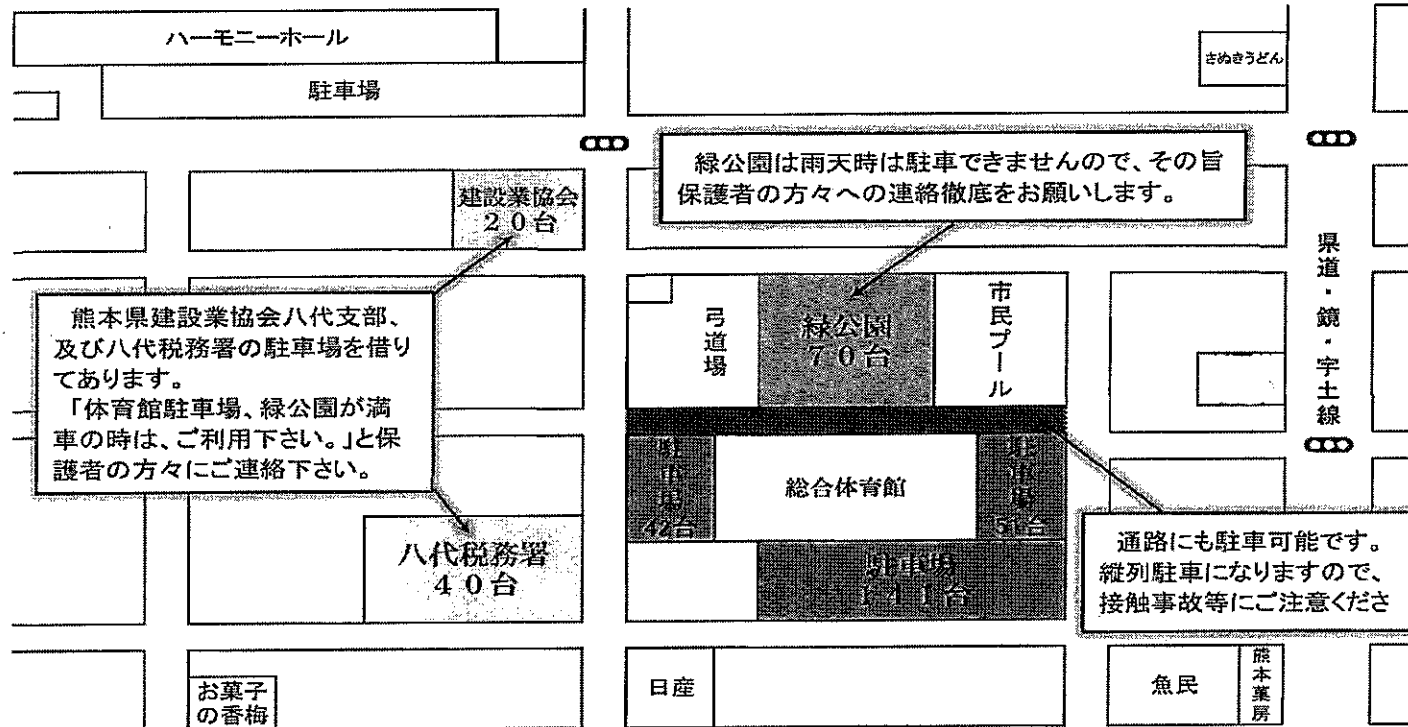 ハーモニーホール
駐車場
さぬきうどん
緑公園は雨天時は駐車できませんので、その旨
保護者の方々への連絡徹底をお願いします。
建設業協会
20台
県道・鏡・宇土線
熊本県建設業協会八代支部、
及び八代税務署の駐車場を借り
てあります。
「体育館駐車場、緑公園が満
車の時は、ご利用下さい。」と保
護者の方々にご連絡下さい。
弓道場
緑公園
70台
市民プール
駐車場
42台
総合体育館
駐車場
台
八代税務署
40台
駐車場
141台
通路にも駐車可能です。
縦列駐車になりますので、
接触事故等にご注意くださ
お菓子
の香梅
日産
魚民
熊本菓房